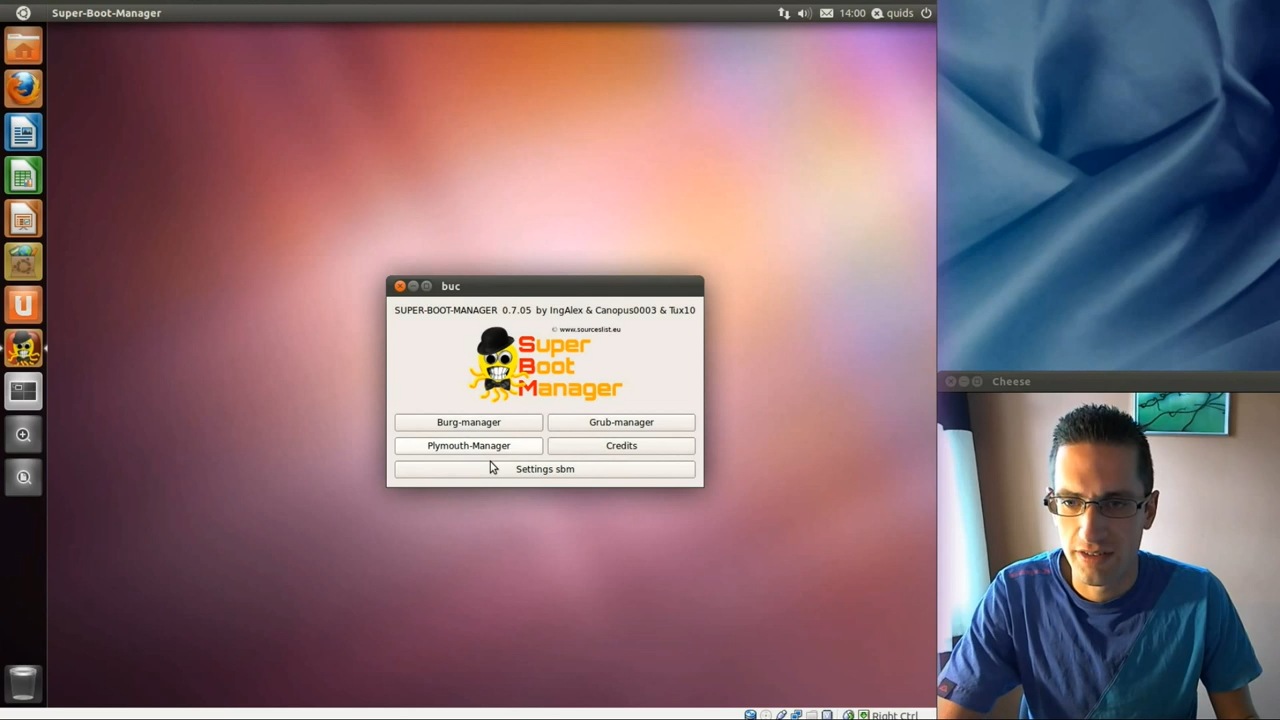 Super-Boot-Manager
14:00
quids
buc
SUPER-BOOT-MANAGER 0.7.05 by IngAlex & Canopus0003 & Tux10
© www.sourceslist.eu
Super
Boot
Manager
Burg-manager
Grub-manager
Plymouth-Manager
Credits
Settings sbm
Cheese
Right Ctrl